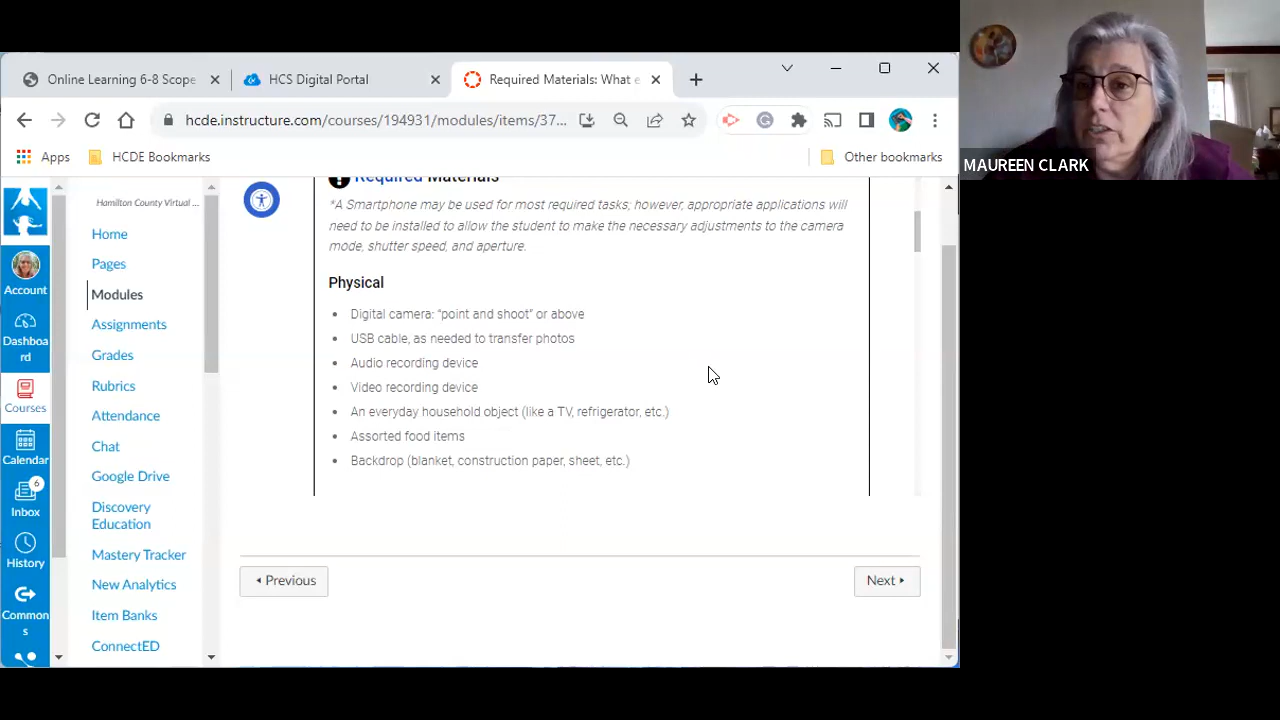 Online Learning 6-8 Scope
HCS Digital Portal
Required Materials: What e
hcde.instructure.com/courses/194931/modules/items/37...
Apps
HCDE Bookmarks
Other bookmarks
MAUREEN CLARK
Account
Dashboa
rd
Courses
Calendar
6
Inbox
History
Common
s
Hamilton County Virtual ...
Home
Pages
Modules
Assignments
Grades
Rubrics
Attendance
Chat
Google Drive
Discovery
Education
Mastery Tracker
New Analytics
Item Banks
ConnectED
Required Materials
*A Smartphone may be used for most required tasks; however, appropriate applications will
need to be installed to allow the student to make the necessary adjustments to the camera
mode, shutter speed, and aperture.
Physical
• Digital camera: “point and shoot” or above
• USB cable, as needed to transfer photos
• Audio recording device
• Video recording device
• An everyday household object (like a TV, refrigerator, etc.)
• Assorted food items
• Backdrop (blanket, construction paper, sheet, etc.)
Previous
Next